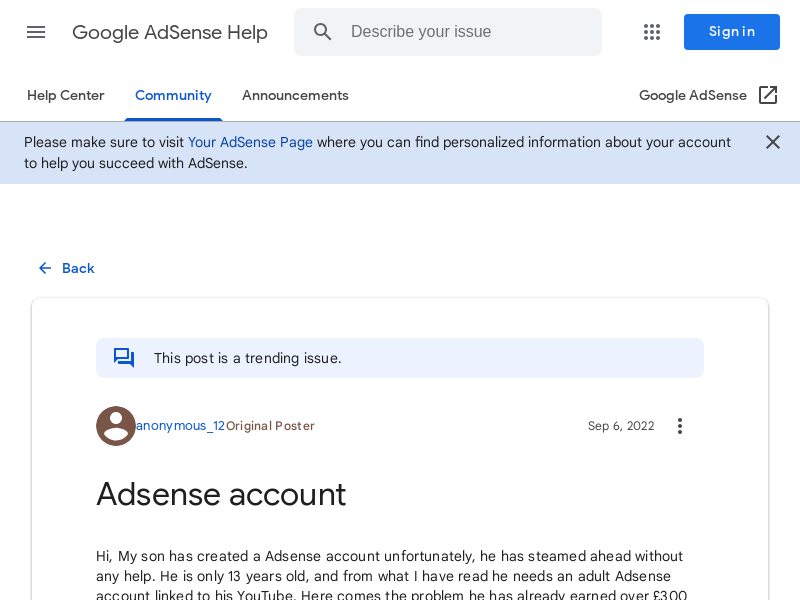 Google AdSense Help
Describe your issue
Sign in
Help Center
Community
Announcements
Google AdSense
Please make sure to visit Your AdSense Page where you can find personalized information about your account
to help you succeed with AdSense.
Back
This post is a trending issue.
anonymous_12Original Poster
Sep 6, 2022
Adsense account
Hi, My son has created a Adsense account unfortunately, he has steamed ahead without
any help. He is only 13 years old, and from what I have read he needs an adult Adsense
account linked to his YouTube. Here comes the problem he has already earned over £300